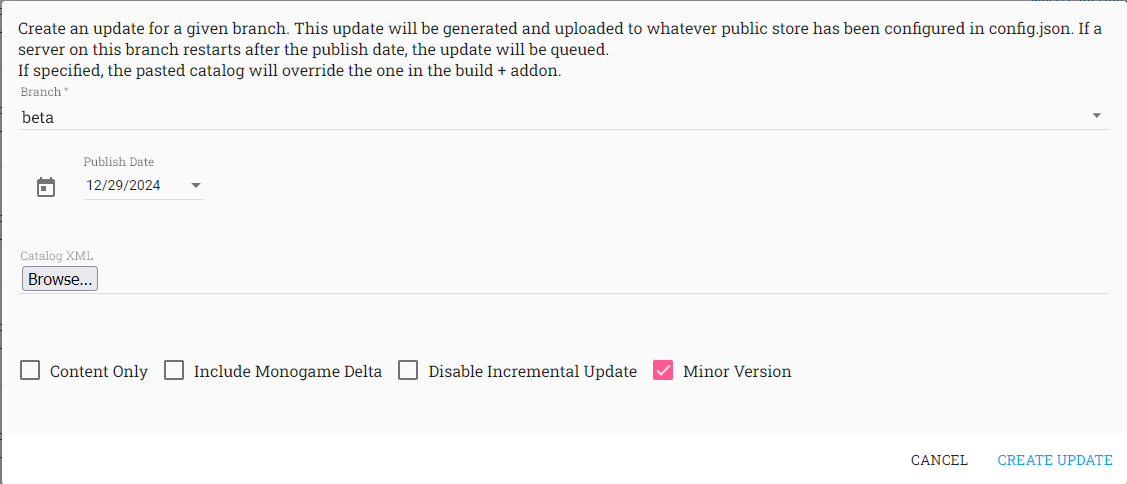 Create an update for a given branch. This update will be generated and uploaded to whatever public store has been configured in config.json. If a
server on this branch restarts after the publish date, the update will be queued.
If specified, the pasted catalog will override the one in the build + addon.
Branch *
beta
Publish Date
12/29/2024
Catalog XML
Browse...
Content Only Include Monogame Delta Disable Incremental Update Minor Version
CANCEL CREATE UPDATE